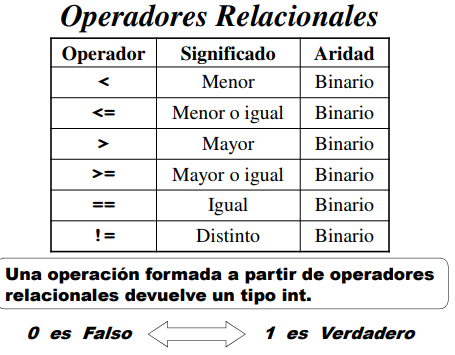 Operadores Relacionales
Operador Significado Aridad
< Menor Binario
<= Menor o igual Binario
> Mayor Binario
>= Mayor o igual Binario
== Igual Binario
!= Distinto Binario
Una operación formada a partir de operadores
relacionales devuelve un tipo int.
0 es Falso 1 es Verdadero